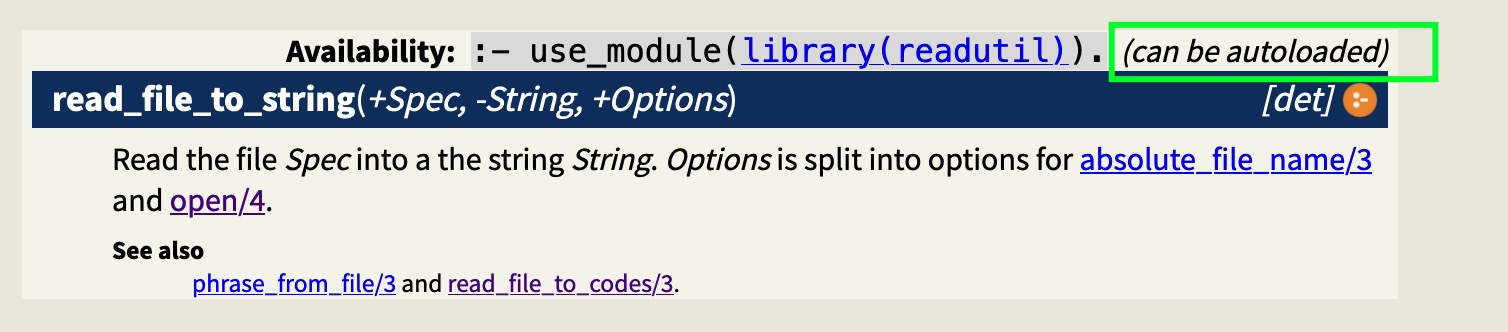 Availability: :- use_module(library(readutil)). (can be autoloaded)
read_file_to_string(+Spec, -String, +Options) [det] :-
Read the file Spec into a the string String. Options is split into options for absolute_file_name/3
and open/4.
See also
phrase_from_file/3 and read_file_to_codes/3.